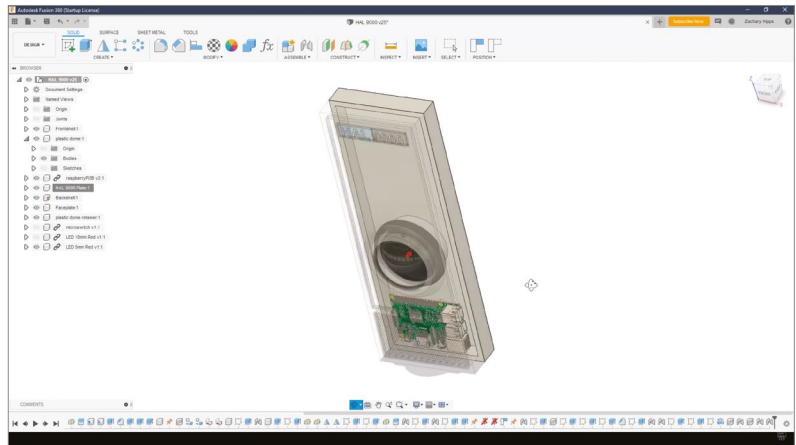 Autodesk Fusion 360 (Startup License)
HAL 9000 v25*
Subscribe Now
Zachary Hipps
SOLID SURFACE SHEET METAL TOOLS
DESIGN
CREATE MODIFY ASSEMBLE CONSTRUCT INSPECT INSERT SELECT POSITION
BROWSER
HAL 9000 v25
Document Settings
Named Views
Origin
Joints
Frontshell:1
plastic dome:1
Origin
Bodies
Sketches
raspberryPi3B v2:1
HAL 9000 Plate:1
Backshell:1
Faceplate:1
plastic dome retainer:1
microswitch v1:1
LED 10mm Red v1:1
LED 5mm Red v1:1
COMMENTS